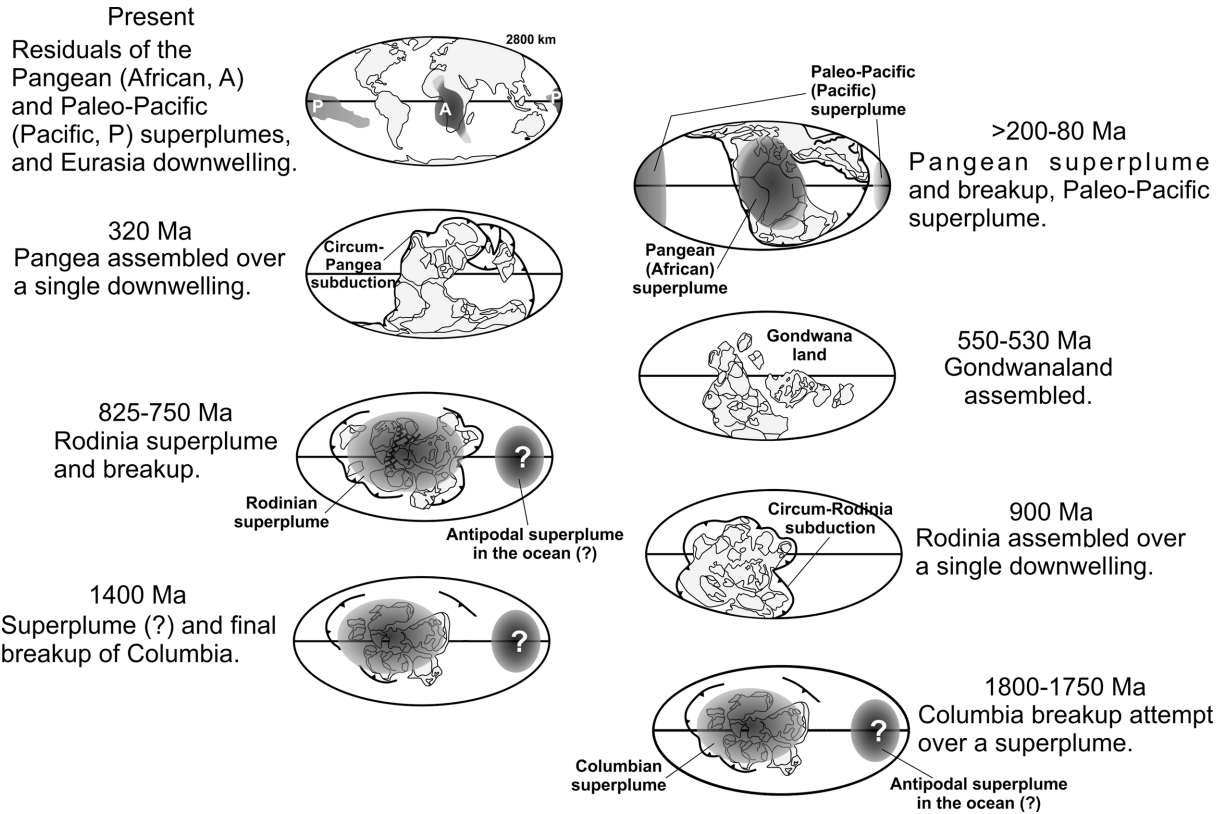 Present
Residuals of the
Pangean (African, A)
and Paleo-Pacific
(Pacific, P) superplumes,
and Eurasia downwelling.
2800 km
P
A
P
Paleo-Pacific
(Pacific)
superplume
Pangean
(African)
superplume
>200-80 Ma
Pangean superplume
and breakup, Paleo-Pacific
superplume.
320 Ma
Pangea assembled over
a single downwelling.
Circum-
Pangea
subduction
Gondwana
land
550-530 Ma
Gondwanaland
assembled.
825-750 Ma
Rodinia superplume
and breakup.
?
Rodinian
superplume
Antipodal superplume
in the ocean (?)
Circum-Rodinia
subduction
900 Ma
Rodinia assembled over
a single downwelling.
1400 Ma
Superplume (?) and final
breakup of Columbia.
?
?
Columbian
superplume
Antipodal superplume
in the ocean (?)
1800-1750 Ma
Columbia breakup attempt
over a superplume.